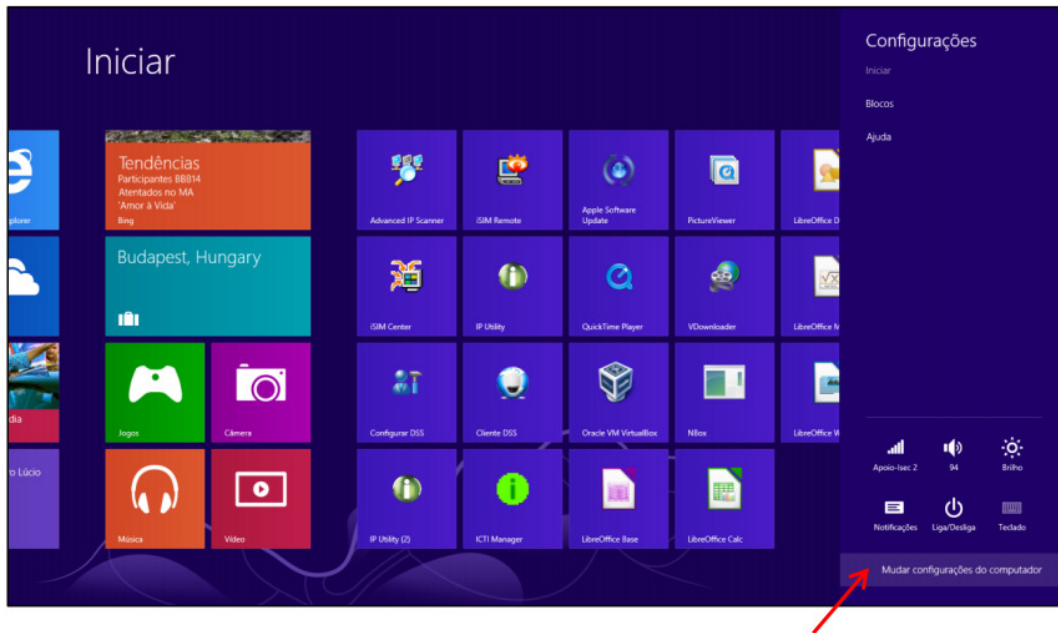 Iniciar
Configurações
Iniciar
Blocos
Ajuda
plorer
Tendências
Participantes BBB14
Atentados no MA
'Amor à Vida'
Bing
Advanced IP Scanner
iSIM Remote
Apple Software
Update
PictureViewer
LibreOffice D
Budapest, Hungary
iSIM Center
IP Utility
QuickTime Player
VDownloader
LibreOffice M
dia
Jogos
Câmera
Configurar DSS
Cliente DSS
Oracle VM VirtualBox
NBox
LibreOffice W
o Lúcio
Música
Vídeo
IP Utility (2)
ICTI Manager
LibreOffice Base
LibreOffice Calc
Apoio-Isec 2
94
Brilho
Notificações
Liga/Desliga
Teclado
Mudar configurações do computador